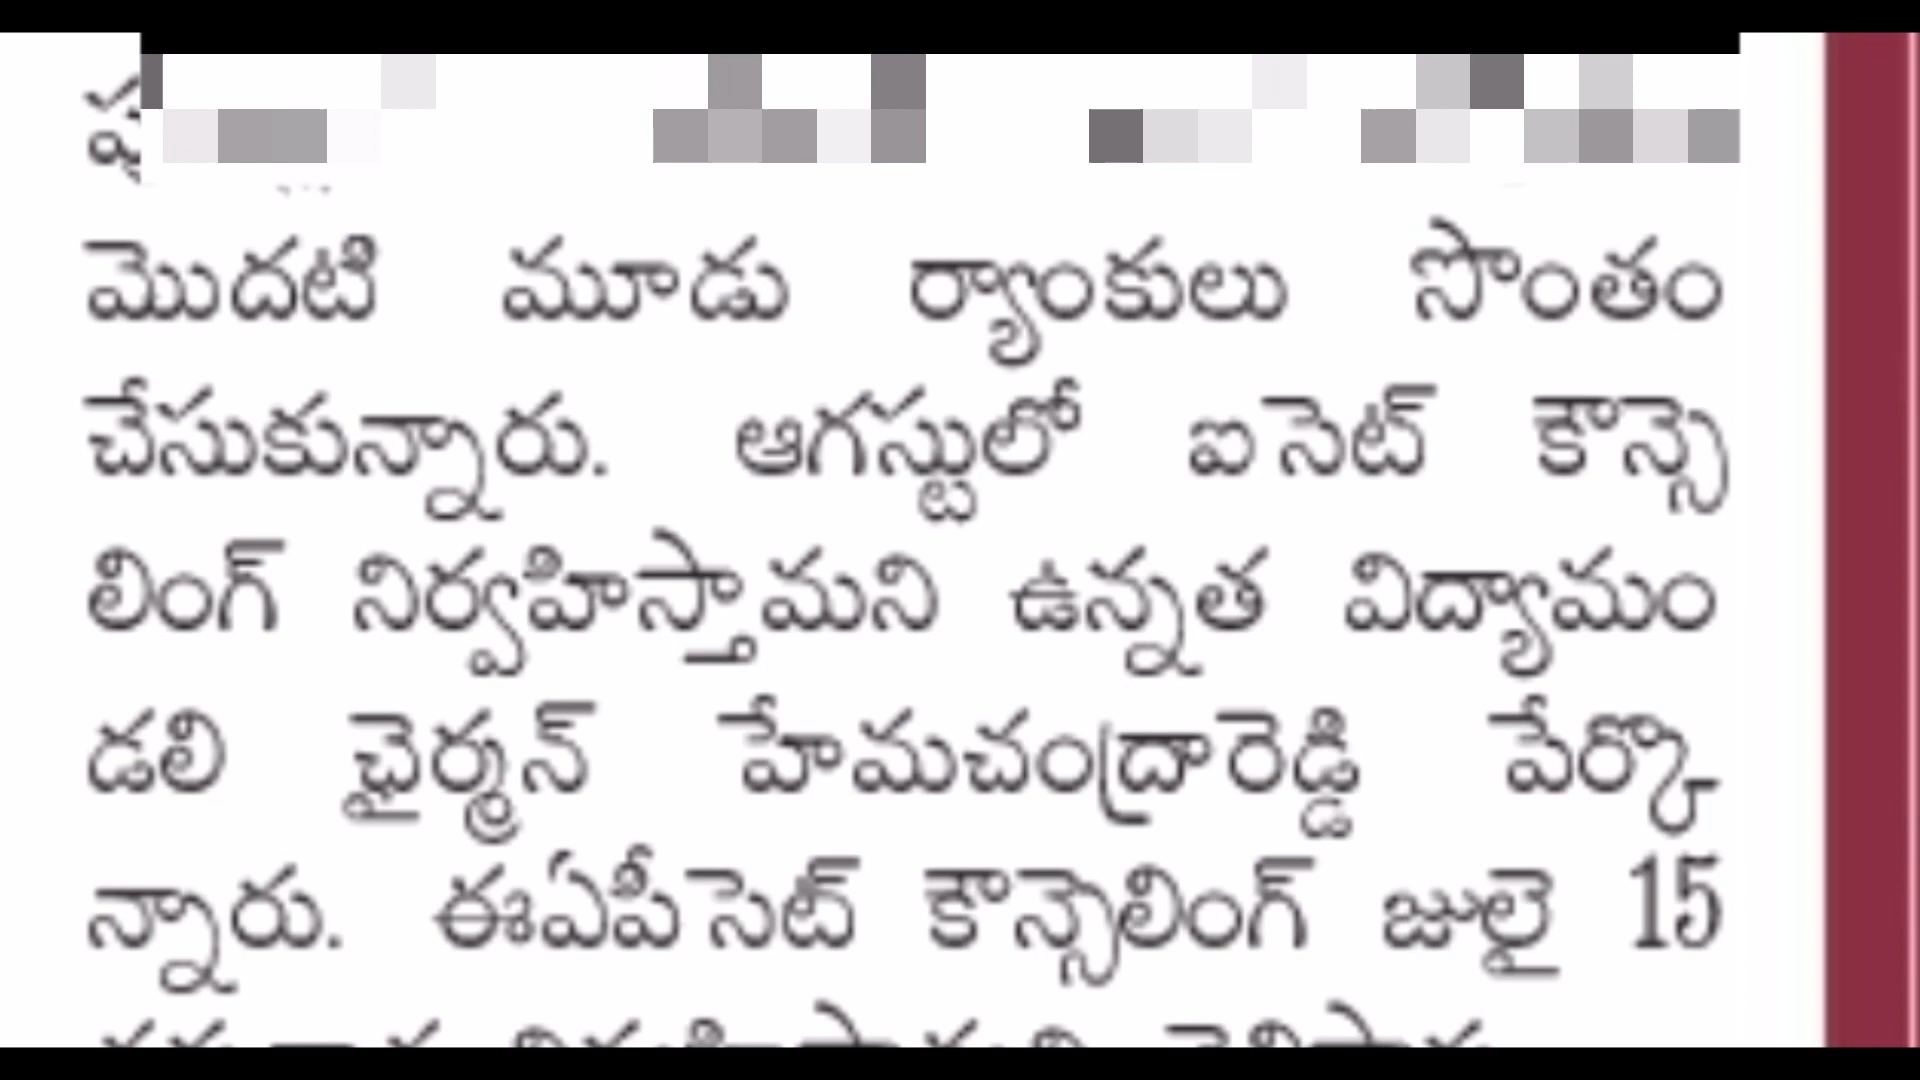 మొదటి మూడు ర్యాంకులు సొంతం
చేసుకున్నారు. ఆగస్టులో ఐసెట్ కౌన్సె
లింగ్ నిర్వహిస్తామని ఉన్నత విద్యామం
డలి ఛైర్మన్ హేమచంద్రారెడ్డి పేర్కొ
న్నారు. ఈఏపీసెట్ కౌన్సెలింగ్ జులై 15